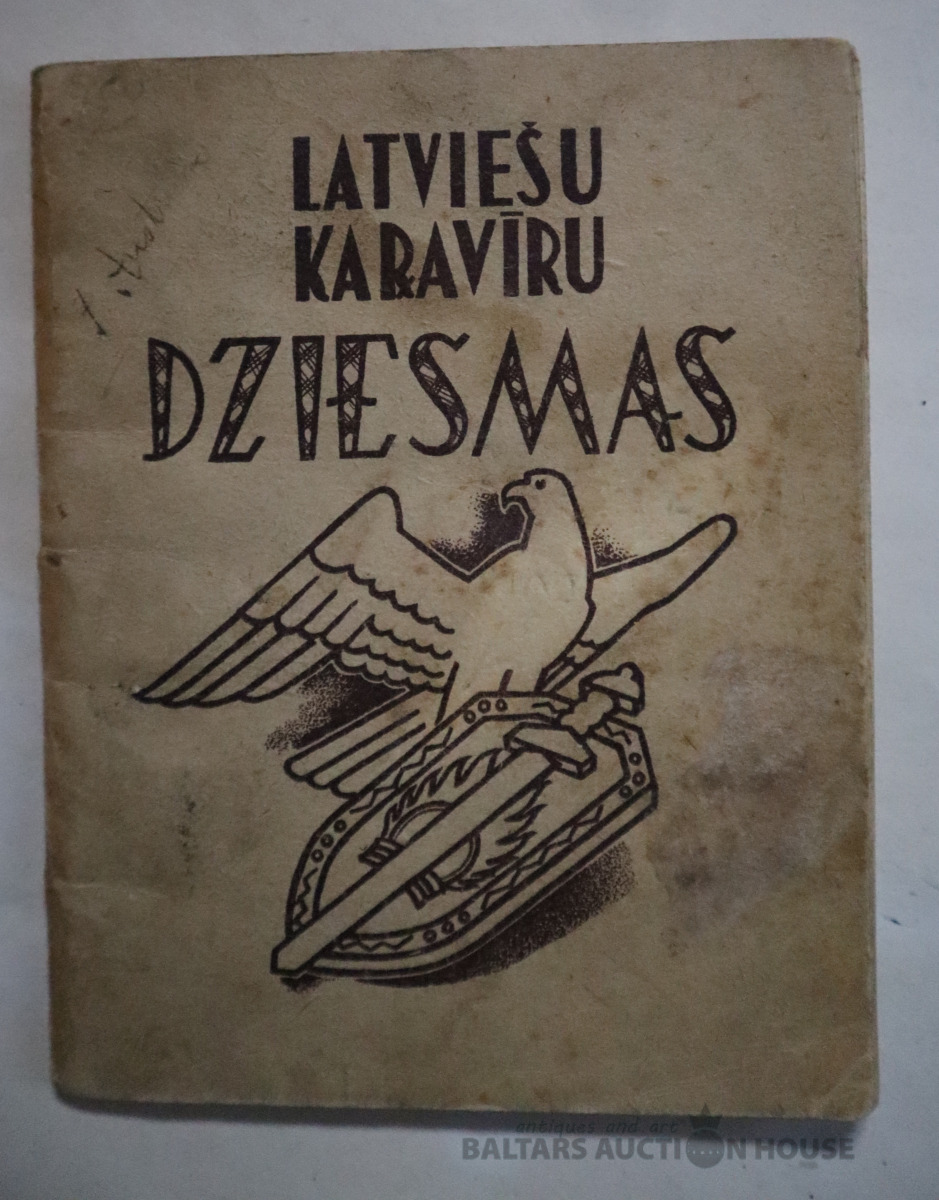 LATVIEŠU
KARAVĪRU
DZIESMAS
antiques and art
BALTARS AUCTION HOUSE